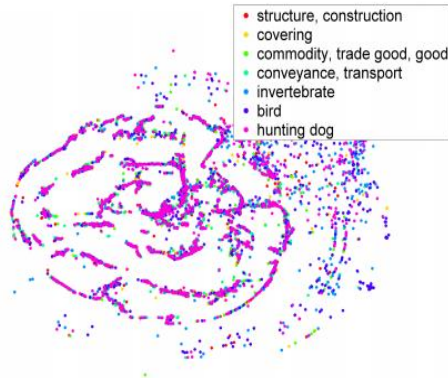 structure, construction
covering
commodity, trade good, good
conveyance, transport
invertebrate
bird
hunting dog